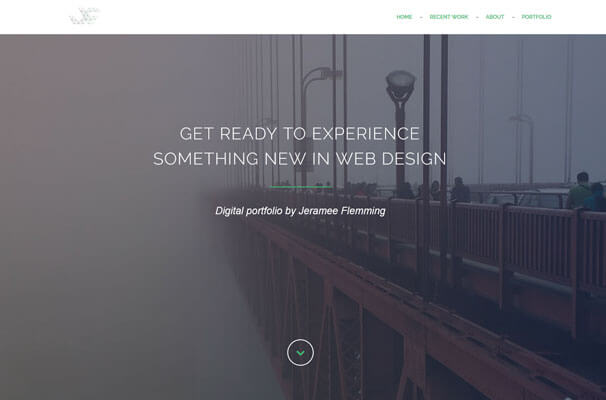 HOME - RECENT WORK - ABOUT - PORTFOLIO
GET READY TO EXPERIENCE
SOMETHING NEW IN WEB DESIGN
Digital portfolio by Jeramee Flemming